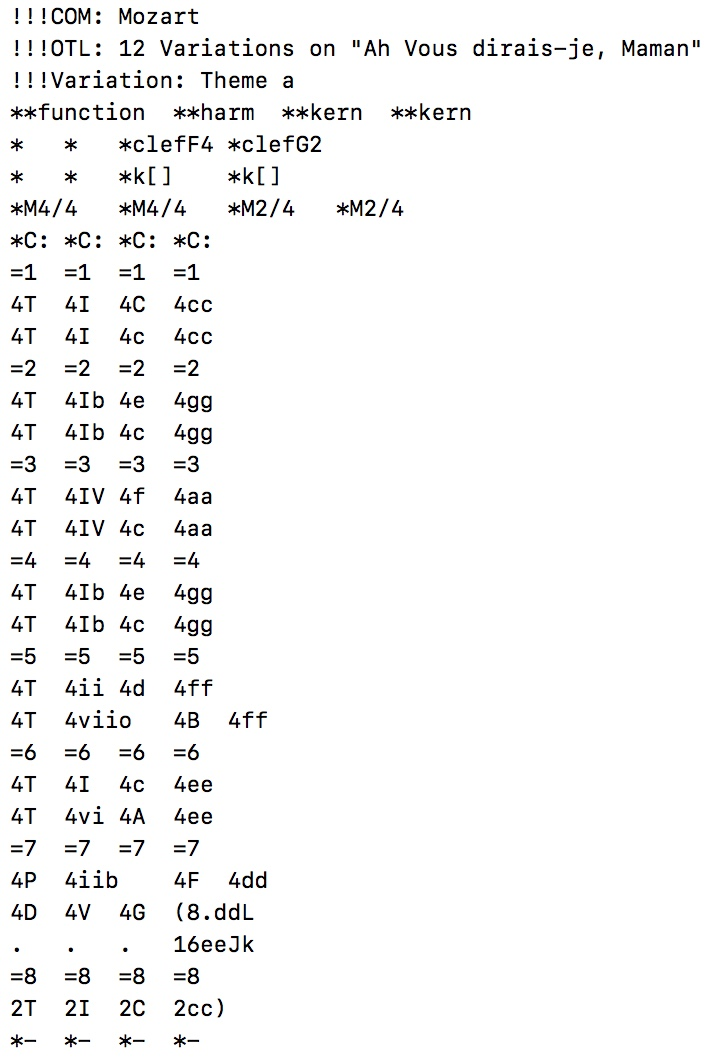 !!!COM: Mozart
!!!OTL: 12 Variations on "Ah Vous dirais-je, Maman"
!!!Variation: Theme a
**function	**harm	**kern	**kern
*	*	*clefF4	*clefG2
*	*	*k[]	*k[]
*M4/4	*M4/4	*M2/4	*M2/4
*C:	*C:	*C:	*C:
=1	=1	=1	=1
4T	4I	4C	4cc
4T	4I	4c	4cc
=2	=2	=2	=2
4T	4Ib	4e	4gg
4T	4Ib	4c	4gg
=3	=3	=3	=3
4T	4IV	4f	4aa
4T	4IV	4c	4aa
=4	=4	=4	=4
4T	4Ib	4e	4gg
4T	4Ib	4c	4gg
=5	=5	=5	=5
4T	4ii	4d	4ff
4T	4viio	4B	4ff
=6	=6	=6	=6
4T	4I	4c	4ee
4T	4vi	4A	4ee
=7	=7	=7	=7
4P	4iib	4F	4dd
4D	4V	4G	(8.ddL
.	.	.	16eeJk
=8	=8	=8	=8
2T	2I	2C	2cc)
*-	*-	*-	*-